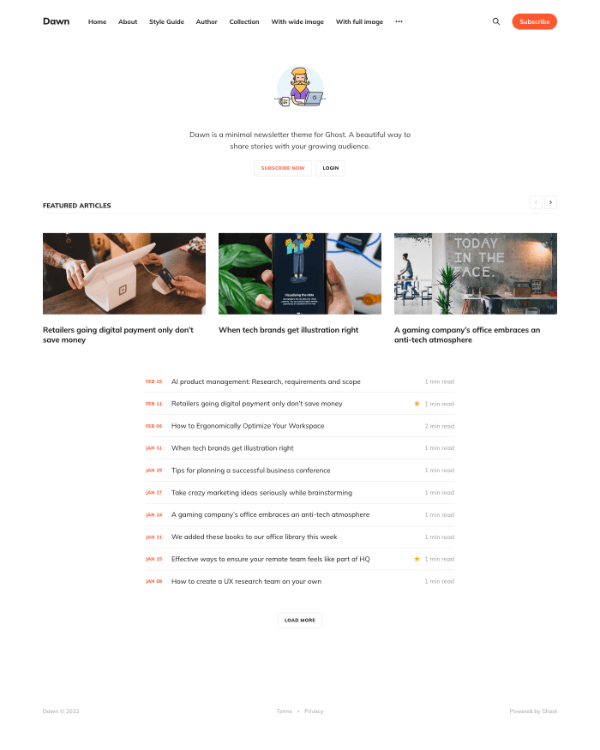 Dawn
Home About Style Guide Author Collection With wide image With full image
Subscribe
Dawn is a minimal newsletter theme for Ghost. A beautiful way to
share stories with your growing audience.
SUBSCRIBE NOW LOGIN
FEATURED ARTICLES
TODAY
IN THE
Retailers going digital payment only don't
save money
When tech brands get illustration right
A gaming company's office embraces an
anti-tech atmosphere
AI product management: Research, requirements and scope 1 min read
FEB 11 Retailers going digital payment only don't save money 1 min read
How to Ergonomically Optimize Your Workspace 2 min read
JAN 31 When tech brands get illustration right 1 min read
JAN 29 Tips for planning a successful business conference 1 min read
JAN 27 Take crazy marketing ideas seriously while brainstorming 1 min read
JAN 24 A gaming company's office embraces an anti-tech atmosphere 1 min read
JAN 21 We added these books to our office library this week 1 min read
Effective ways to ensure your remote team feels like part of HQ 1 min read
JAN 08 How to create a UX research team on your own 1 min read
LOAD MORE
Dawn © 2022
Terms • Privacy
Powered by Ghost